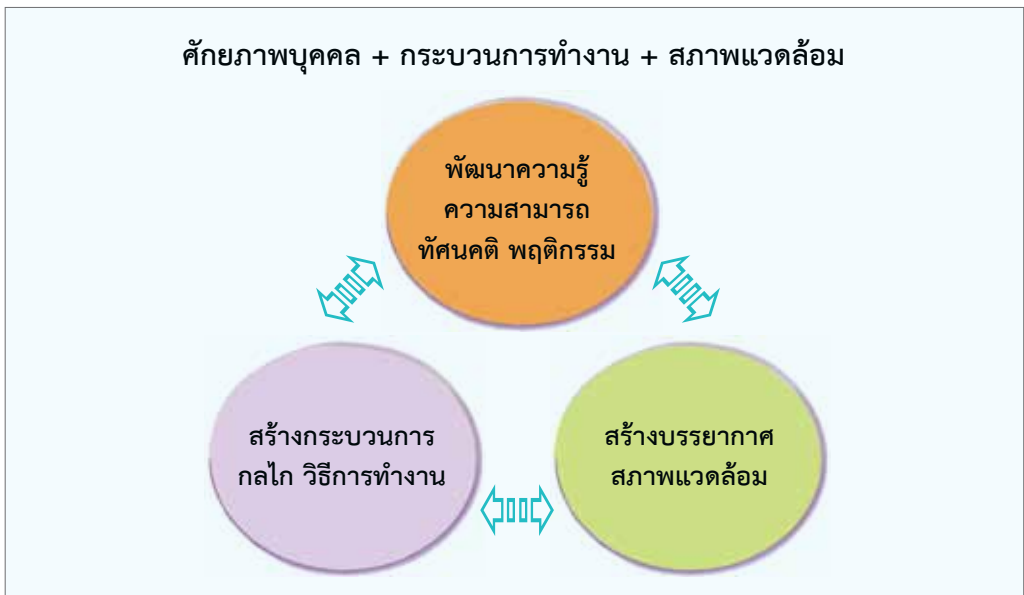 ศักยภาพบุคคล + กระบวนการทำงาน + สภาพแวดล้อม
พัฒนาความรู้
ความสามารถ
ทัศนคติ พฤติกรรม
สร้างกระบวนการ
กลไก วิธีการทำงาน
สร้างบรรยากาศ
สภาพแวดล้อม